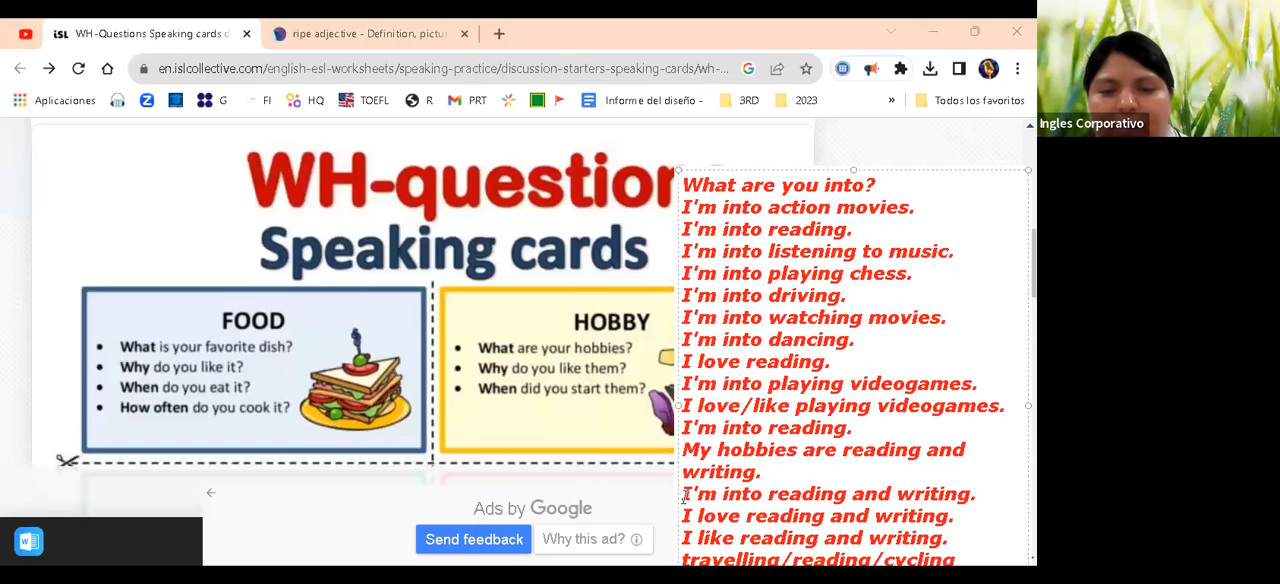 iSL WH-Questions Speaking cards d
ripe adjective - Definition, pictur
en.islcollective.com/english-esl-worksheets/speaking-practice/discussion-starters-speaking-cards/wh-...
Aplicaciones
G
FI
HQ
TOEFL
R
PRT
Informe del diseño -
3RD
2023
»
Todos los favoritos
Ingles Corporativo
WH-question
Speaking cards
FOOD
• What is your favorite dish?
• Why do you like it?
• When do you eat it?
• How often do you cook it?
HOBBY
• What are your hobbies?
• Why do you like them?
• When did you start them?
What are you into?
I'm into action movies.
I'm into reading.
I'm into listening to music.
I'm into playing chess.
I'm into driving.
I'm into watching movies.
I'm into dancing.
I love reading.
I'm into playing videogames.
I love/like playing videogames.
I'm into reading.
My hobbies are reading and
writing.
I'm into reading and writing.
I love reading and writing.
I like reading and writing.
travelling/reading/cycling
Ads by Google
Send feedback
Why this ad?